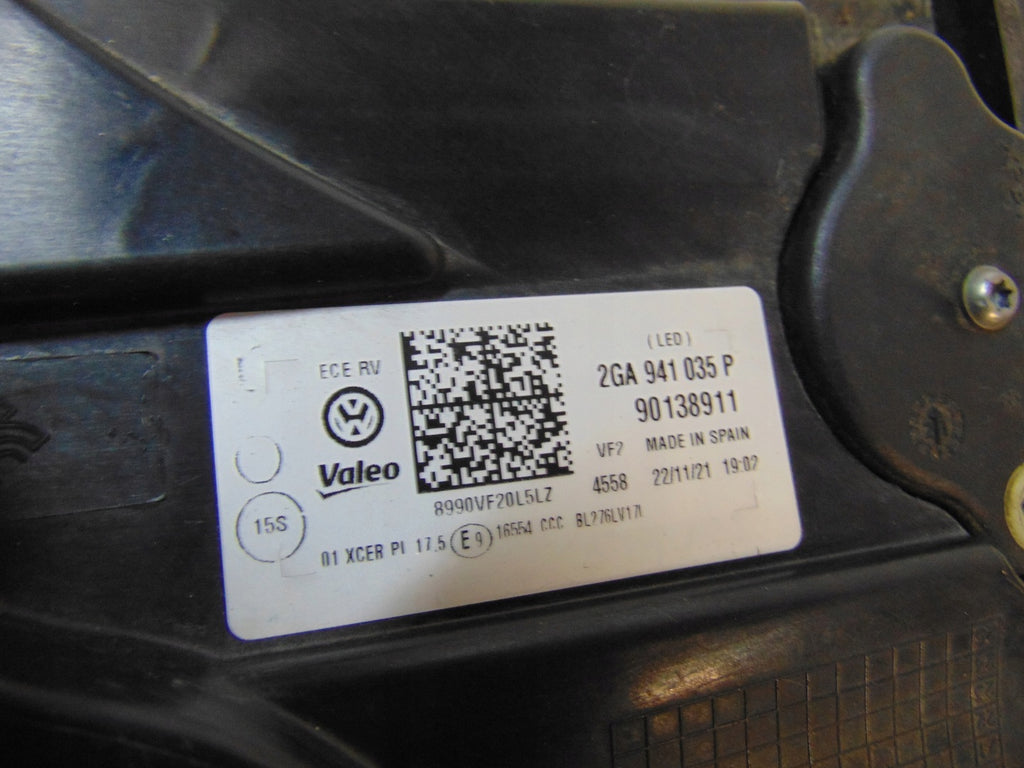 (LED)
ECE RV
2GA 941 035 P
90138911
Valeo
VF2 MADE IN SPAIN
8990VF20L5LZ
4558 22/11/21 19:02
15S
01 XCER PI 17.5 E9 16554 CCC BL276LV17I